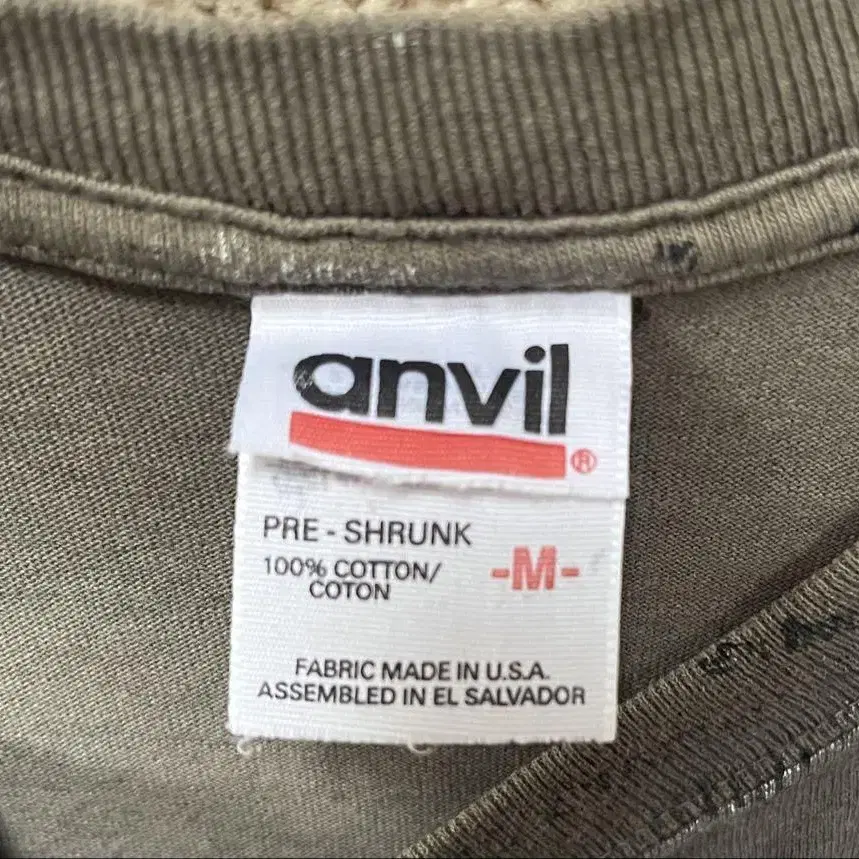 anvil®
PRE - SHRUNK
100% COTTON/
COTON
-M-
FABRIC MADE IN U.S.A.
ASSEMBLED IN EL SALVADOR